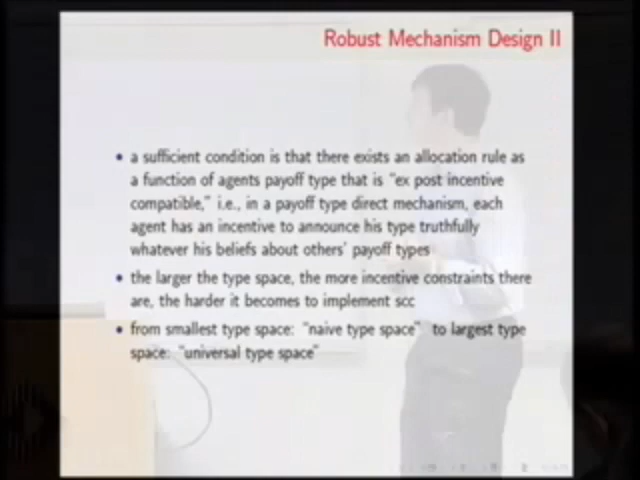 Robust Mechanism Design II
• a sufficient condition is that there exists an allocation rule as
a function of agents payoff type that is "ex post incentive
compatible," i.e., in a payoff type direct mechanism, each
agent has an incentive to announce his type truthfully
whatever his beliefs about others' payoff types
• the larger the type space, the more incentive constraints there
are, the harder it becomes to implement scc
• from smallest type space: "naive type space" to largest type
space: "universal type space"